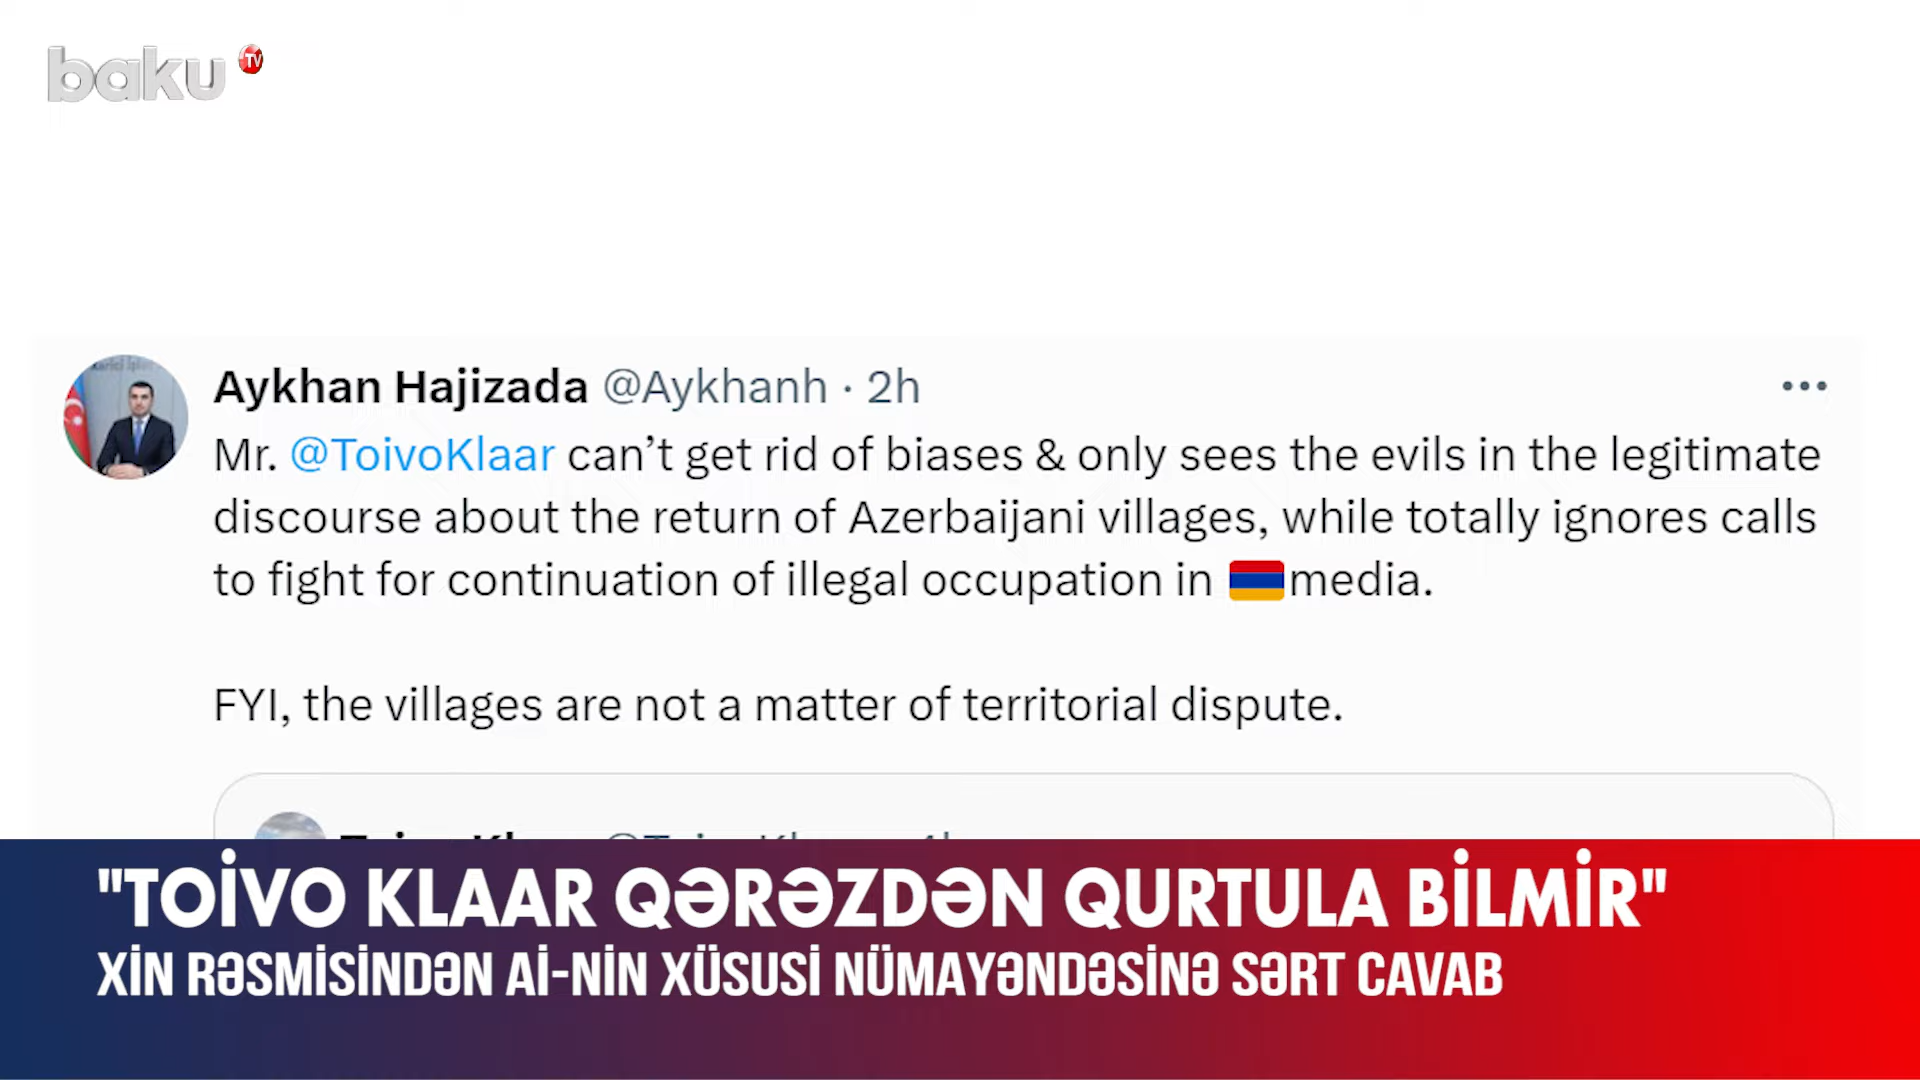 baku TV
Aykhan Hajizada @Aykhanh · 2h
Mr. @ToivoKlaar can’t get rid of biases & only sees the evils in the legitimate
discourse about the return of Azerbaijani villages, while totally ignores calls
to fight for continuation of illegal occupation in 🇦🇲media.
FYI, the villages are not a matter of territorial dispute.
"TOİVO KLAAR QƏRƏZDƏN QURTULA BİLMİR"
XİN RƏSMİSİNDƏN Aİ-NİN XÜSUSİ NÜMAYƏNDƏSİNƏ SƏRT CAVAB